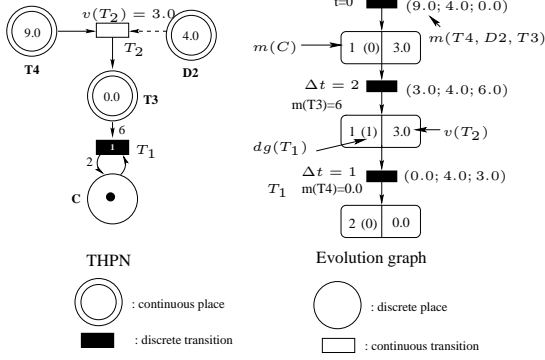 v(T₂) = 3.0
9.0
T4
T₂
4.0
D2
0.0
T3
6
1
T₁
2
C
t=0
(9.0; 4.0; 0.0)
m(C)
1 (0) 3.0
m(T4, D2, T3)
Δt = 2
m(T3)=6
(3.0; 4.0; 6.0)
1 (1) 3.0
v(T₂)
dg(T₁)
Δt = 1
T₁
m(T4)=0.0
(0.0; 4.0; 3.0)
2 (0) 0.0
THPN
Evolution graph
: continuous place
: discrete place
: discrete transition
: continuous transition